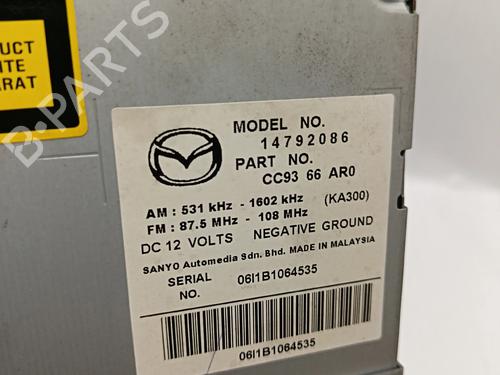 UCT
ITE
ARAT
B-PARTS
MODEL NO.
14792086
PART NO.
CC93 66 AR0
AM : 531 kHz - 1602 kHz (KA300)
FM : 87.5 MHz - 108 MHz
DC 12 VOLTS NEGATIVE GROUND
SANYO Automedia Sdn. Bhd. MADE IN MALAYSIA
SERIAL NO. 06I1B1064535
06I1B1064535